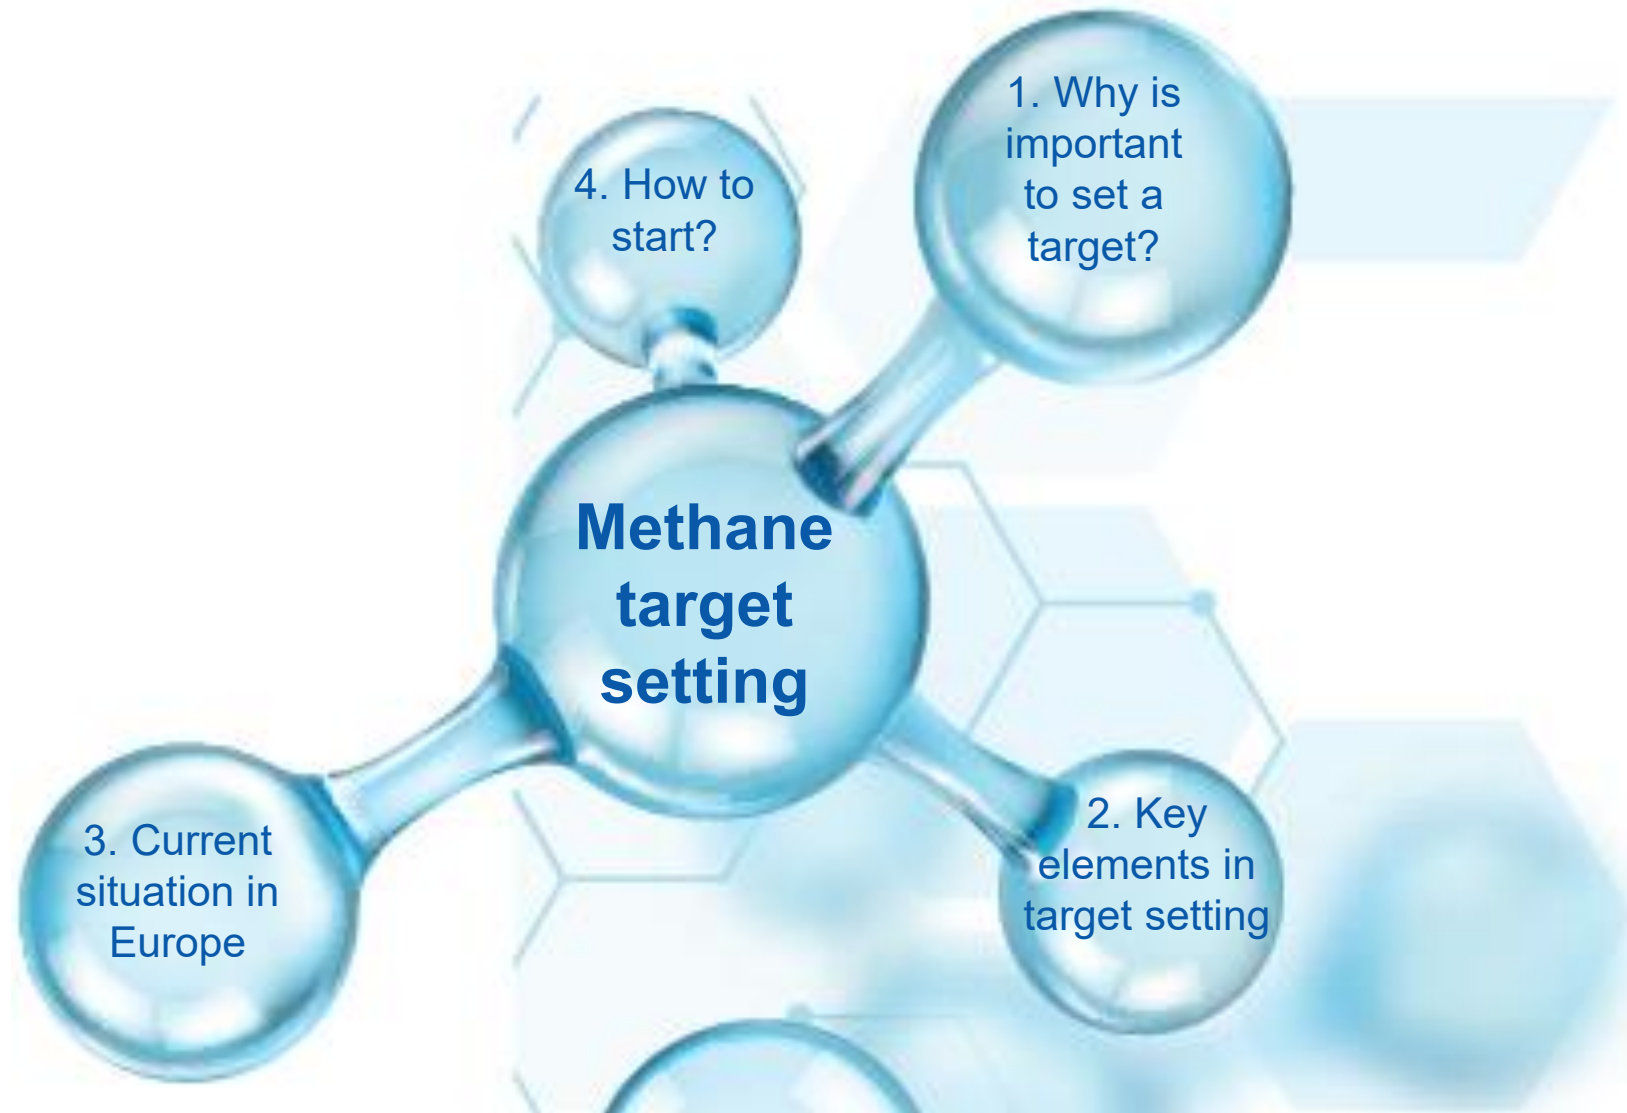 Methane
target
setting
1. Why is
important
to set a
target?
2. Key
elements in
target setting
3. Current
situation in
Europe
4. How to
start?